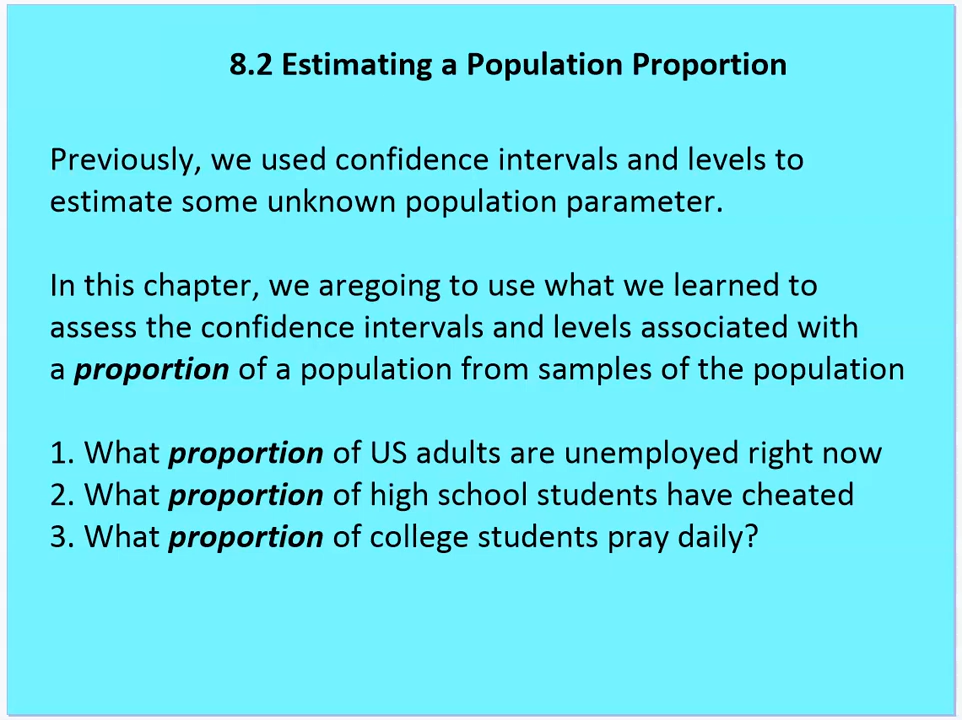 8.2 Estimating a Population Proportion
Previously, we used confidence intervals and levels to
estimate some unknown population parameter.
In this chapter, we aregoing to use what we learned to
assess the confidence intervals and levels associated with
a proportion of a population from samples of the population
1. What proportion of US adults are unemployed right now
2. What proportion of high school students have cheated
3. What proportion of college students pray daily?